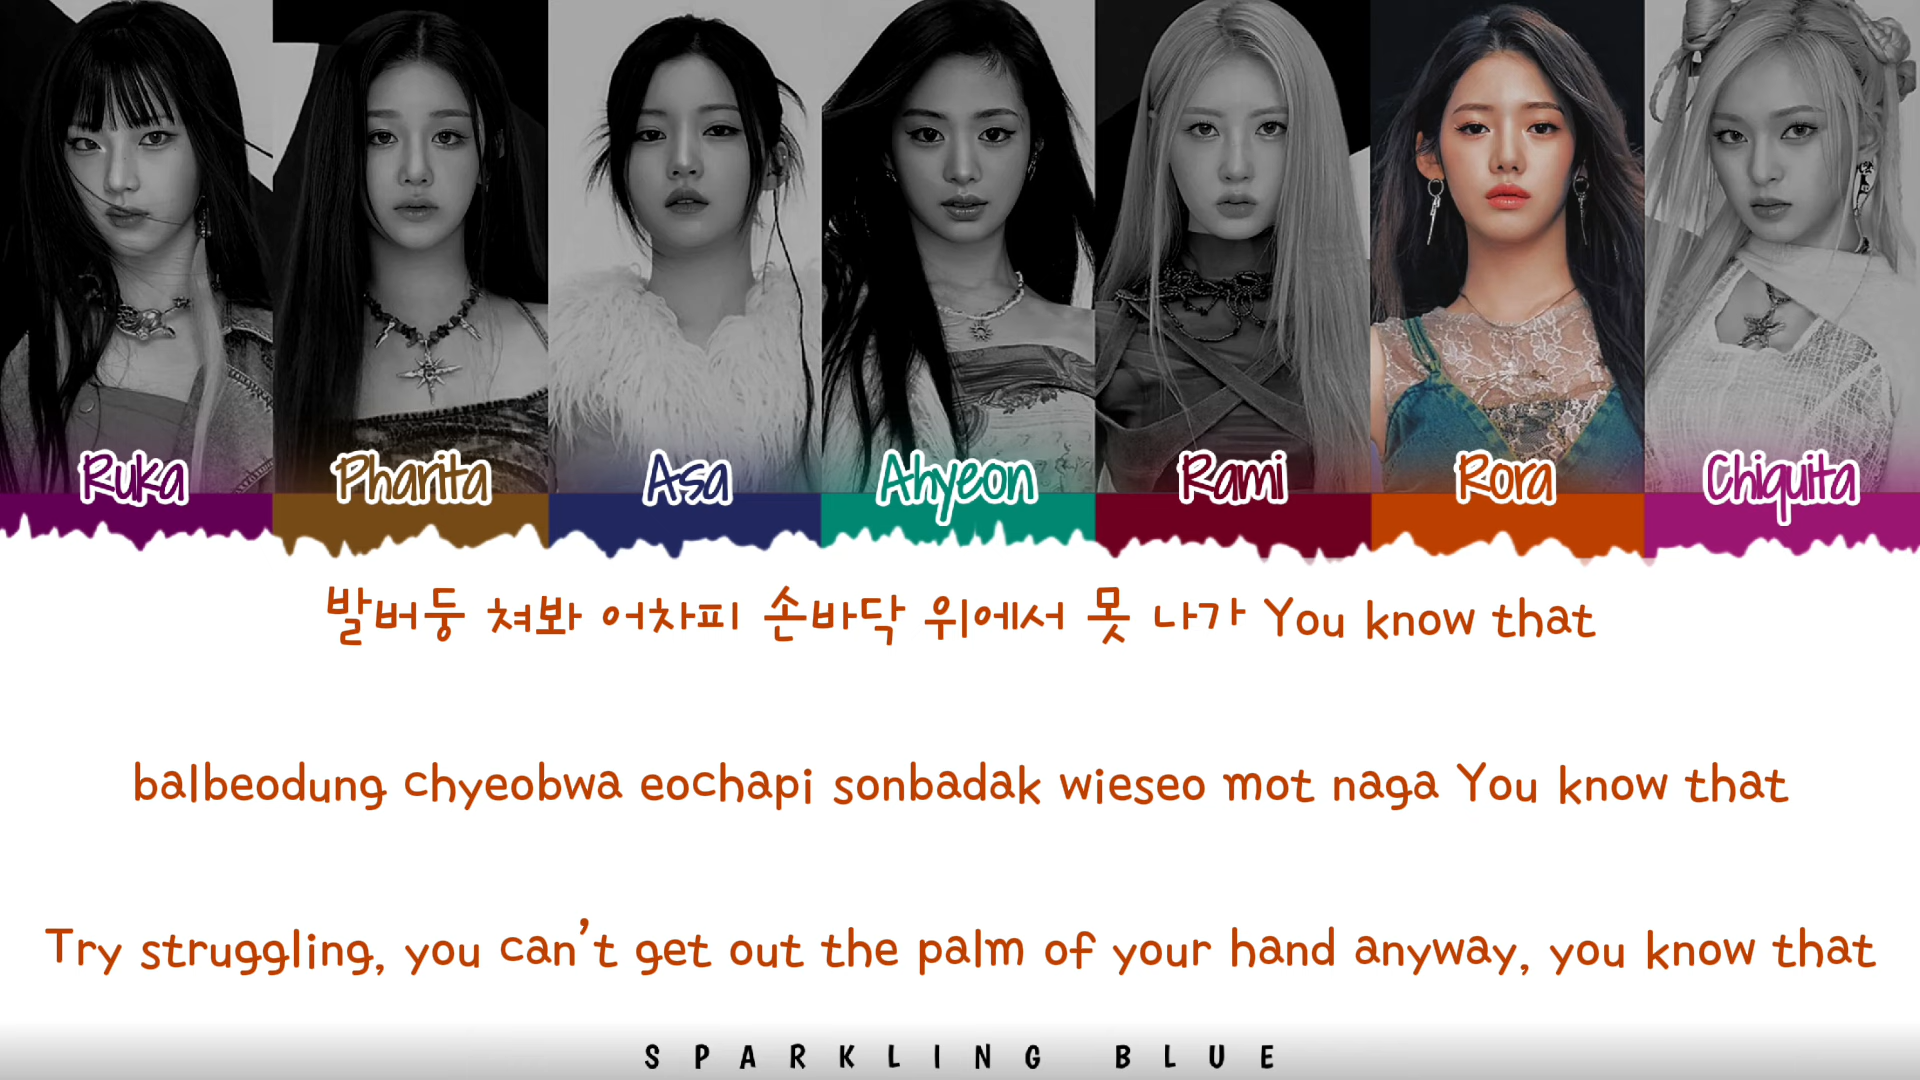 Ruka Pharita Asa Ahyeon Rami Rora Chiquita
발버둥 쳐봐 어차피 손바닥 위에서 못 나가 You know that
balbeodung chyeobwa eochapi sonbadak wieseo mot naga You know that
Try struggling, you can't get out the palm of your hand anyway, you know that
SPARKLING BLUE